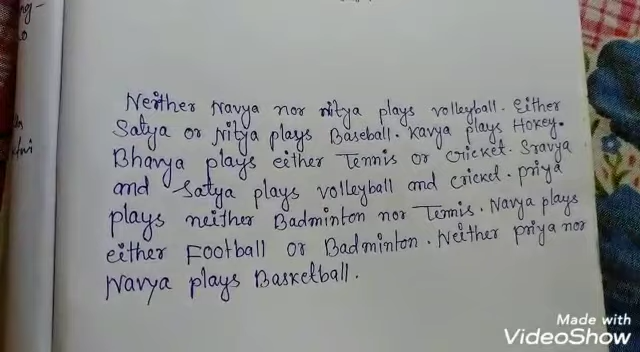 Neither Navya nor Nitya plays volleyball. Either
Satya or Nitya plays Baseball. Kavya plays Hokey.
Bhavya plays either Tennis or cricket. Sravya
and Satya plays volleyball and cricket. priya
plays neither Badminton nor Tennis. Navya plays
either Football or Badminton. Neither priya nor
Navya plays Basketball.
Made with
VideoShow